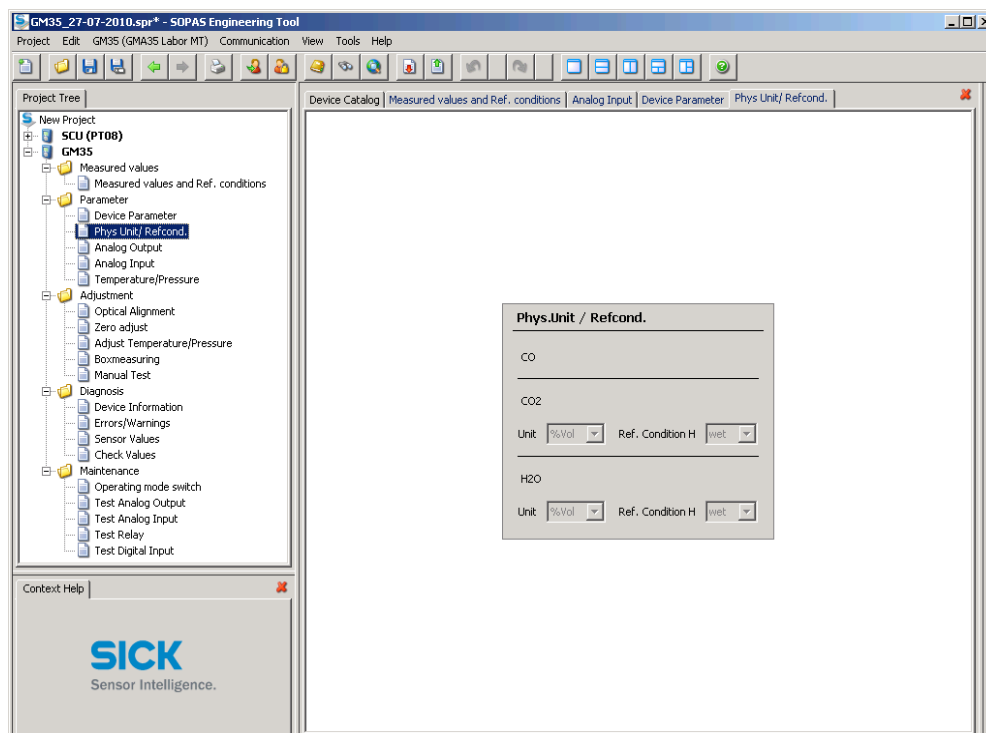 GM35_27-07-2010.spr* - SOPAS Engineering Tool
Project Edit GM35 (GMA35 Labor MT) Communication View Tools Help
Project Tree
New Project
SCU (PT08)
GM35
Measured values
Measured values and Ref. conditions
Parameter
Device Parameter
Phys Unit/ Refcond.
Analog Output
Analog Input
Temperature/Pressure
Adjustment
Optical Alignment
Zero adjust
Adjust Temperature/Pressure
Boxmeasuring
Manual Test
Diagnosis
Device Information
Errors/Warnings
Sensor Values
Check Values
Maintenance
Operating mode switch
Test Analog Output
Test Analog Input
Test Relay
Test Digital Input
Context Help
SICK
Sensor Intelligence.
Device Catalog Measured values and Ref. conditions Analog Input Device Parameter Phys Unit/ Refcond.
Phys.Unit / Refcond.
CO
CO2
Unit %Vol Ref. Condition H wet
H2O
Unit %Vol Ref. Condition H wet